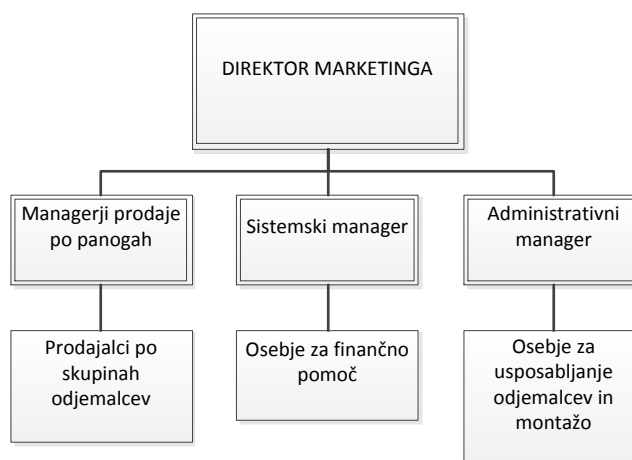 DIREKTOR MARKETINGA
Managerji prodaje
po panogah
Sistemski manager
Administrativni
manager
Prodajalci po
skupinah
odjemalcev
Osebje za finančno
pomoč
Osebje za
usposabljanje
odjemalcev in
montažo